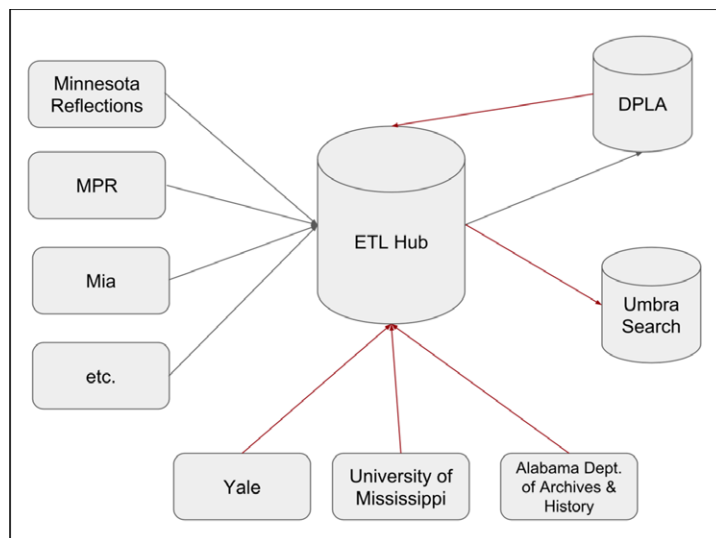 Minnesota
Reflections
MPR
Mia
etc.
ETL Hub
DPLA
Umbra
Search
Yale
University of
Mississippi
Alabama Dept.
of Archives &
History